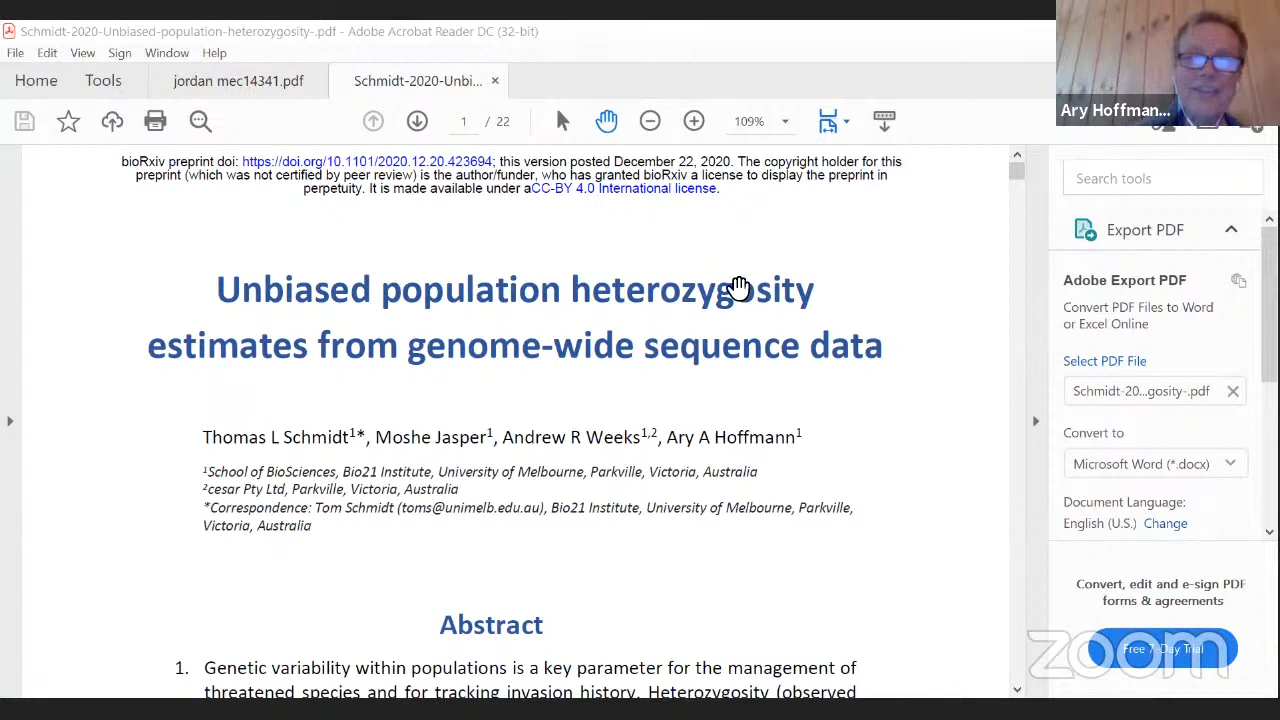 Schmidt-2020-Unbiased-population-heterozygosity-.pdf - Adobe Acrobat Reader DC (32-bit)
File Edit View Sign Window Help
Home Tools jordan mec14341.pdf Schmidt-2020-Unbi... ×
1 / 22 109%
Ary Hoffman...
bioRxiv preprint doi: https://doi.org/10.1101/2020.12.20.423694; this version posted December 22, 2020. The copyright holder for this
preprint (which was not certified by peer review) is the author/funder, who has granted bioRxiv a license to display the preprint in
perpetuity. It is made available under aCC-BY 4.0 International license.
Unbiased population heterozygosity
estimates from genome-wide sequence data
Thomas L Schmidt¹*, Moshe Jasper¹, Andrew R Weeks¹,², Ary A Hoffmann¹
¹School of BioSciences, Bio21 Institute, University of Melbourne, Parkville, Victoria, Australia
²cesar Pty Ltd, Parkville, Victoria, Australia
*Correspondence: Tom Schmidt (toms@unimelb.edu.au), Bio21 Institute, University of Melbourne, Parkville,
Victoria, Australia
Abstract
1. Genetic variability within populations is a key parameter for the management of
threatened species and for tracking invasion history. Heterozygosity (observed
Search tools
Export PDF
Adobe Export PDF
Convert PDF Files to Word
or Excel Online
Select PDF File
Schmidt-20...gosity-.pdf
Convert to
Microsoft Word (*.docx)
Document Language:
English (U.S.) Change
Convert, edit and e-sign PDF
forms & agreements
Free 7-Day Trial
zoom